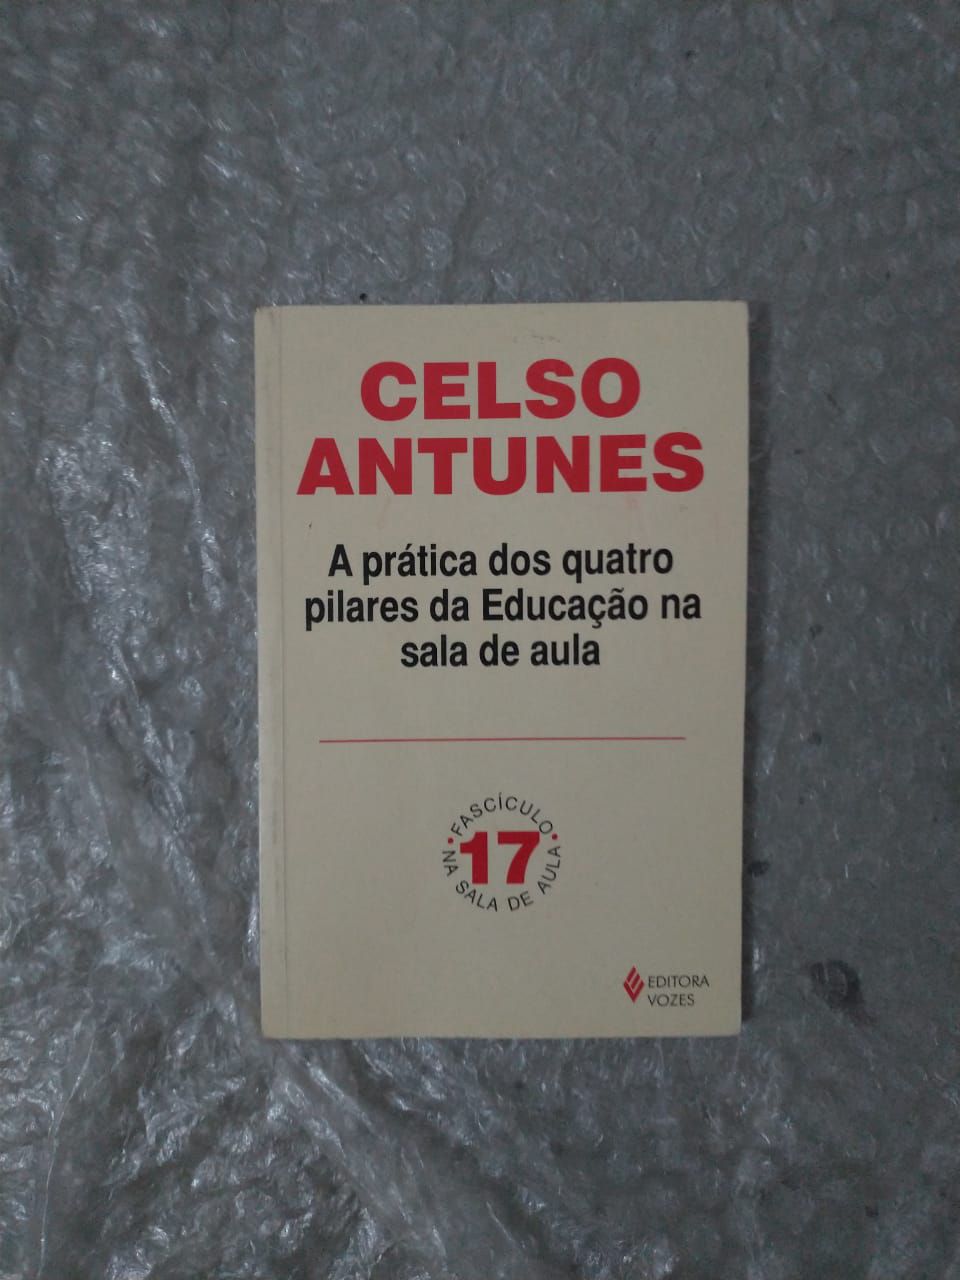 CELSO
ANTUNES
A prática dos quatro
pilares da Educação na
sala de aula
• FASCÍCULO •
17
NA SALA DE AULA
EDITORA
VOZES